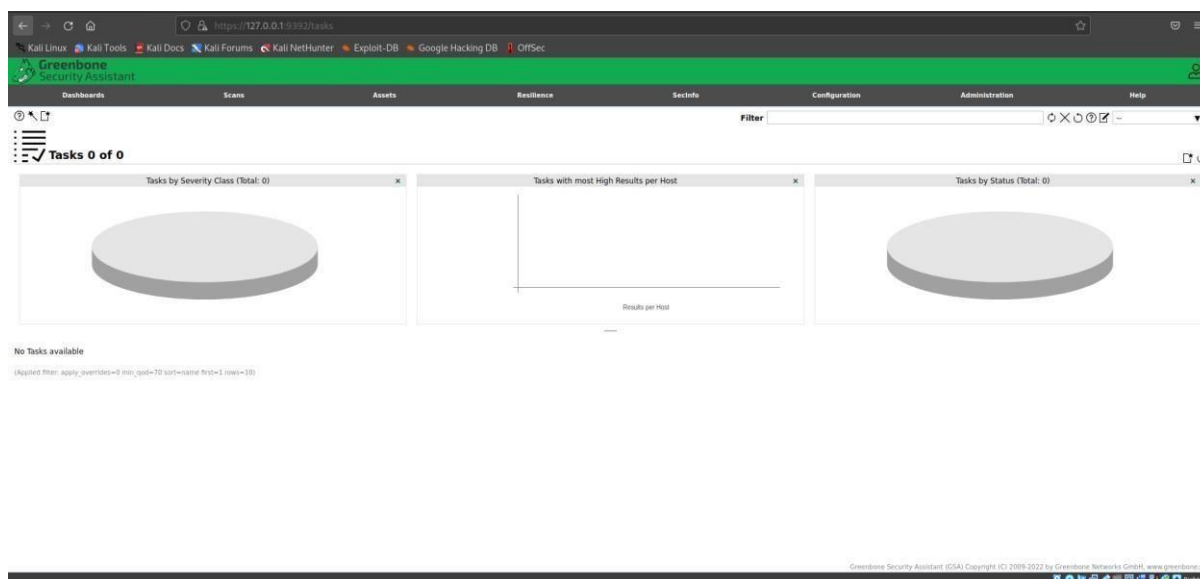 https://127.0.0.1:9392/tasks
Kali Linux Kali Tools Kali Docs Kali Forums Kali NetHunter Exploit-DB Google Hacking DB OffSec
Greenbone
Security Assistant
Dashboards Scans Assets Resilience SecInfo Configuration Administration Help
Filter --
Tasks 0 of 0
Tasks by Severity Class (Total: 0) Tasks with most High Results per Host Tasks by Status (Total: 0)
Results per Host
No Tasks available
(Applied filter: apply_overrides=0 min_qod=70 sort=name first=1 rows=10)
Greenbone Security Assistant (GSA) Copyright (C) 2009-2022 by Greenbone Networks GmbH, www.greenbone.